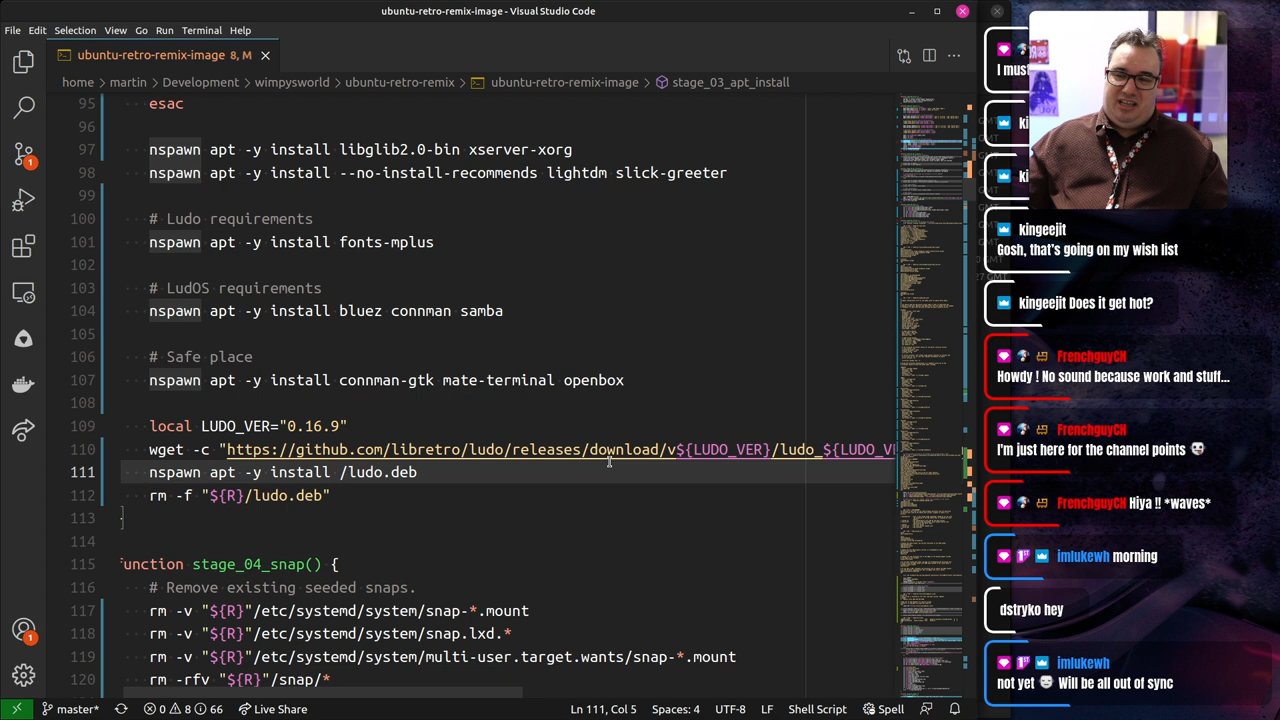 ubuntu-retro-remix-image - Visual Studio Code
File Edit Selection View Go Run Terminal Help
ubuntu-retro-remix-image 8, M
home > martin > Development > wimpysworld > ubuntu-retroremix > ubuntu-retro-remix-image > stage_03_apt_install
95 esac
96
97 nspawn apt -y install libglib2.0-bin xserver-xorg
98 nspawn apt -y install --no-install-recommends lightdm slick-greeter
99
100 # Ludo requirements
101 nspawn apt -y install fonts-mplus
102
103 # LudOS requirements
104 nspawn apt -y install bluez connman samba
105
106 # Safe place
107 nspawn apt -y install connman-gtk mate-terminal openbox
108
109 local LUDO_VER="0.16.9"
110 wget -c "https://github.com/libretro/ludo/releases/download/v${LUDO_VER}/ludo_${LUDO_VE
111 nspawn apt -y install /ludo.deb
112 rm -f "${R}/ludo.deb"
113 }
114
115 function stage_04_snap() {
116 # Remove existing seeded snaps.
117 rm -v "${R}"/etc/systemd/system/snap-*.mount
118 rm -v "${R}"/etc/systemd/system/snap.lxd.*
119 rm -v "${R}"/etc/systemd/system/multi-user.target.wants/snap-*.mount
120 rm -rfv "${R}"/snap/*
1
1
master* 0 8 Live Share Ln 111, Col 5 Spaces: 4 UTF-8 LF Shell Script Spell
I must
ki
ki
kingeejit
Gosh, that's going on my wish list
kingeejit Does it get hot?
FrenchguyCH
Howdy ! No sound because work and stuff...
FrenchguyCH
I'm just here for the channel points
FrenchguyCH Hiya !! *waves*
imlukewh morning
dstryko hey
imlukewh
not yet Will be all out of sync